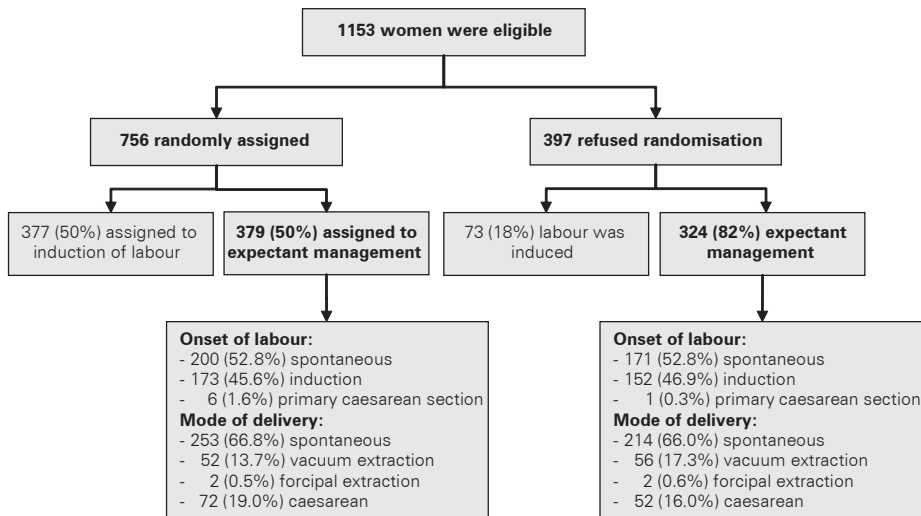 1153 women were eligible
756 randomly assigned
397 refused randomisation
377 (50%) assigned to
induction of labour
379 (50%) assigned to
expectant management
73 (18%) labour was
induced
324 (82%) expectant
management
Onset of labour:
- 200 (52.8%) spontaneous
- 173 (45.6%) induction
- 6 (1.6%) primary caesarean section
Mode of delivery:
- 253 (66.8%) spontaneous
- 52 (13.7%) vacuum extraction
- 2 (0.5%) forcipal extraction
- 72 (19.0%) caesarean
Onset of labour:
- 171 (52.8%) spontaneous
- 152 (46.9%) induction
- 1 (0.3%) primary caesarean section
Mode of delivery:
- 214 (66.0%) spontaneous
- 56 (17.3%) vacuum extraction
- 2 (0.6%) forcipal extraction
- 52 (16.0%) caesarean